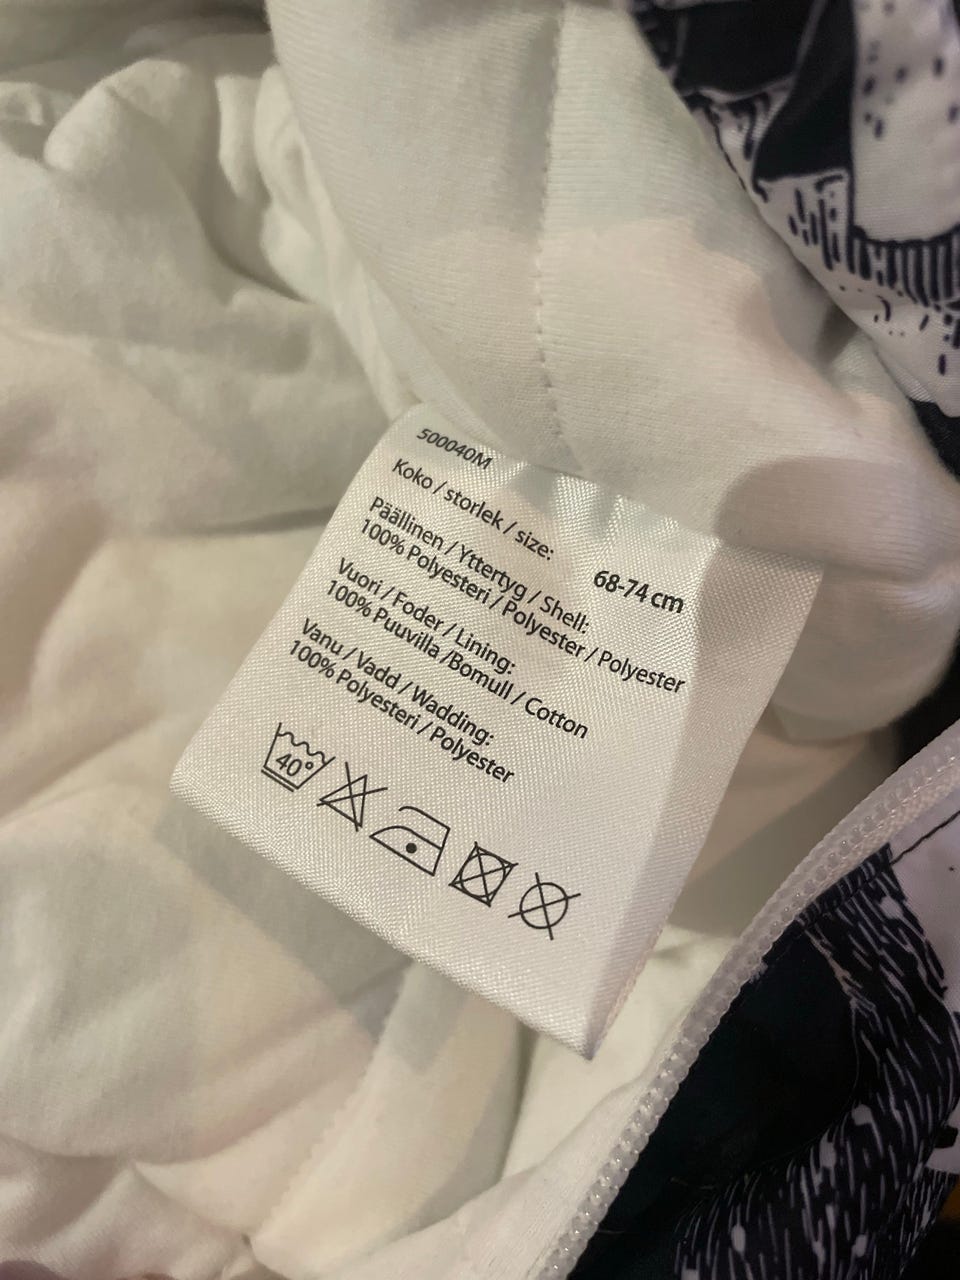 500040M
Koko / storlek / size: 68-74 cm
Päällinen / Yttertyg / Shell:
100% Polyesteri / Polyester / Polyester
Vuori / Foder / Lining:
100% Puuvilla /Bomull / Cotton
Vanu / Vadd / Wadding:
100% Polyesteri / Polyester
40°